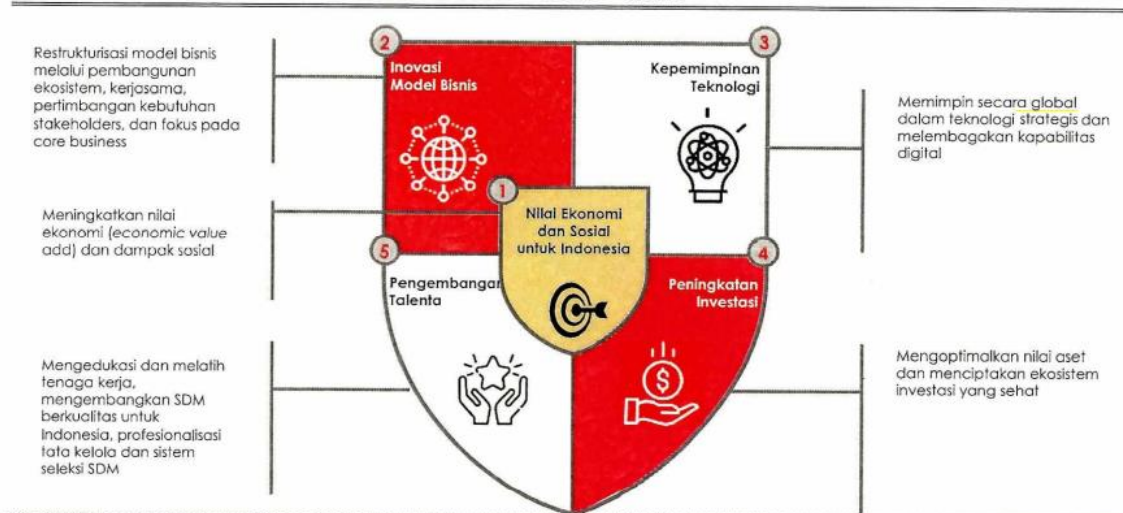 2
Inovasi
Model Bisnis
Restrukturisasi model bisnis
melalui pembangunan
ekosistem, kerjasama,
pertimbangan kebutuhan
stakeholders, dan fokus pada
core business
3
Kepemimpinan
Teknologi
Memimpin secara global
dalam teknologi strategis dan
melembagakan kapabilitas
digital
1
Nilai Ekonomi
dan Sosial
untuk Indonesia
Meningkatkan nilai
ekonomi (economic value
add) dan dampak sosial
5
Pengembangan
Talenta
Mengedukasi dan melatih
tenaga kerja,
mengembangkan SDM
berkualitas untuk
Indonesia, profesionalisasi
tata kelola dan sistem
seleksi SDM
4
Peningkatan
Investasi
$
Mengoptimalkan nilai aset
dan menciptakan ekosistem
investasi yang sehat